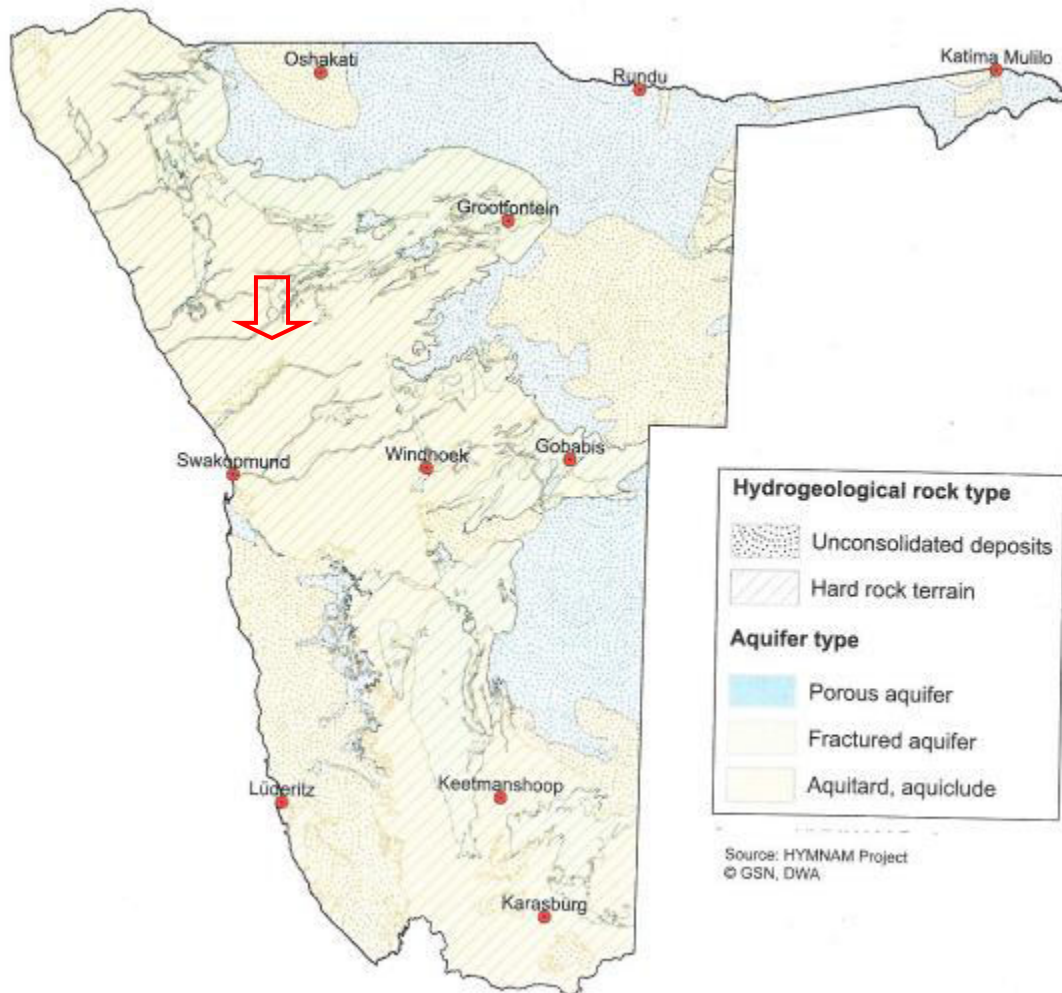 Oshakati
Katima Mulilo
Rundu
Grootfontein
Swakopmund
Windhoek
Gobabis
Hydrogeological rock type
Unconsolidated deposits
Hard rock terrain
Aquifer type
Porous aquifer
Fractured aquifer
Aquitard, aquiclude
Lüderitz
Keetmanshoop
Source: HYMNAM Project
© GSN, DWA
Karasburg